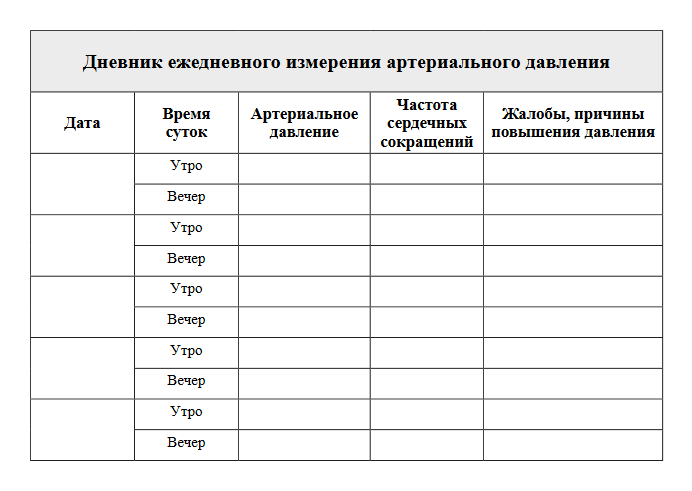 Дневник ежедневного измерения артериального давления
Дата
Время
суток
Артериальное
давление
Частота
сердечных
сокращений
Жалобы, причины
повышения давления
Утро
Вечер
Утро
Вечер
Утро
Вечер
Утро
Вечер
Утро
Вечер